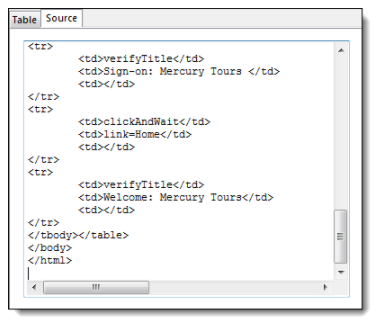 Table Source
<tr>
<td>verifyTitle</td>
<td>Sign-on: Mercury Tours </td>
<td></td>
</tr>
<tr>
<td>clickAndWait</td>
<td>link=Home</td>
<td></td>
</tr>
<tr>
<td>verifyTitle</td>
<td>Welcome: Mercury Tours</td>
<td></td>
</tr>
</tbody></table>
</body>
</html>